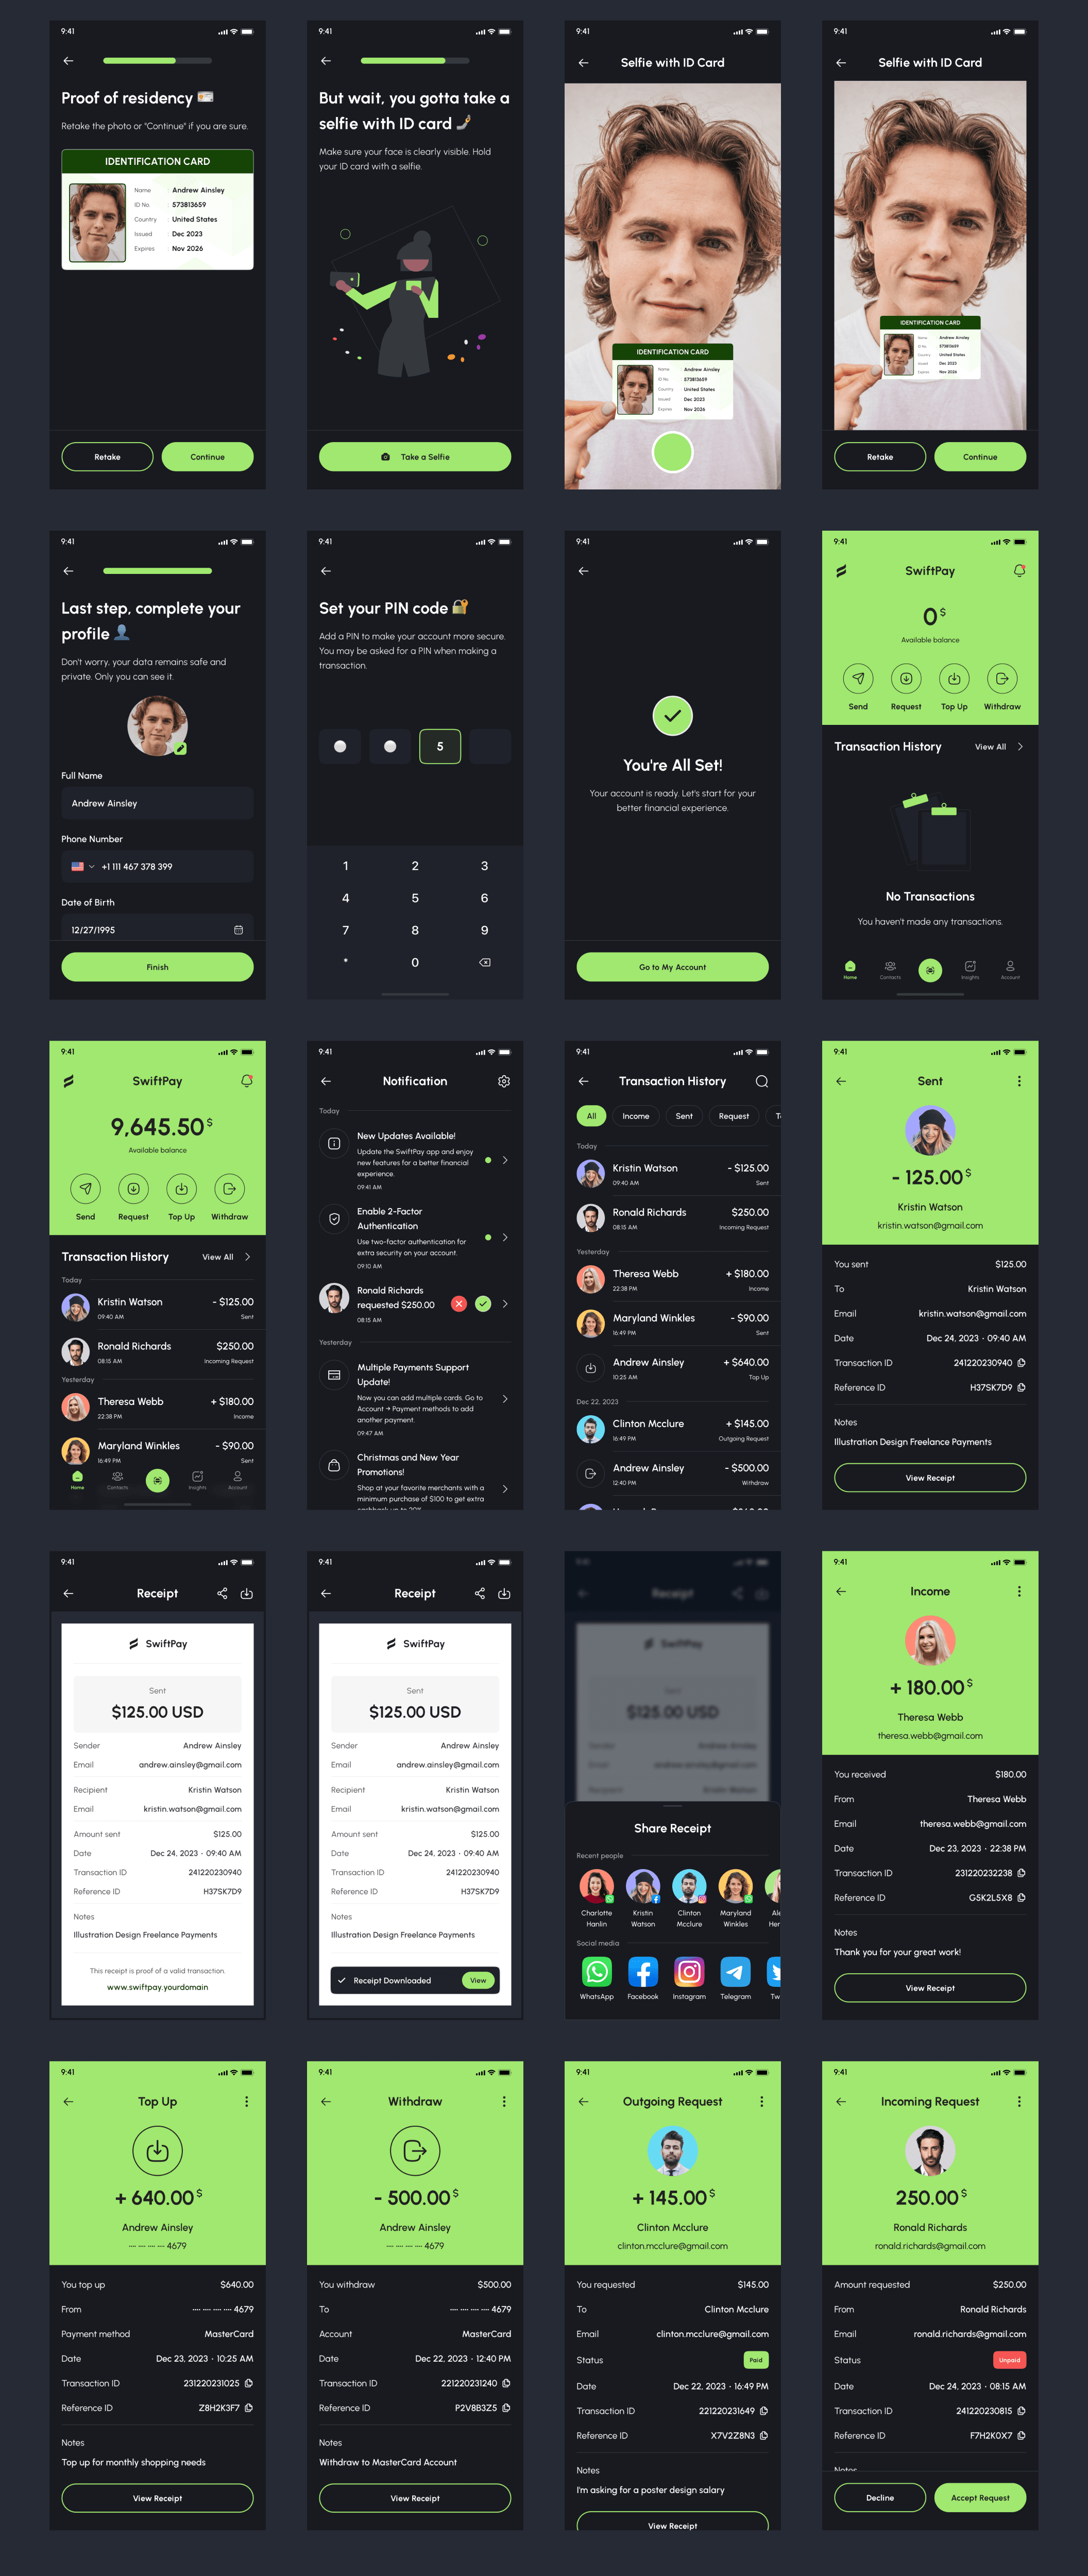 9:41
Proof of residency
Retake the photo or "Continue" if you are sure.
IDENTIFICATION CARD
Name : Andrew Ainsley
ID No. : 573813659
Country : United States
Issued : Dec 2023
Expires : Nov 2026
Retake
Continue
9:41
But wait, you gotta take a
selfie with ID card
Make sure your face is clearly visible. Hold
your ID card with a selfie.
Take a Selfie
9:41
Selfie with ID Card
IDENTIFICATION CARD
Name : Andrew Ainsley
ID No. : 573813659
Country : United States
Issued : Dec 2023
Expires : Nov 2026
9:41
Selfie with ID Card
IDENTIFICATION CARD
Name : Andrew Ainsley
ID No. : 573813659
Country : United States
Issued : Dec 2023
Expires : Nov 2026
Retake
Continue
9:41
Last step, complete your
profile
Don't worry, your data remains safe and
private. Only you can see it.
Full Name
Andrew Ainsley
Phone Number
+1 111 467 378 399
Date of Birth
12/27/1995
Finish
9:41
Set your PIN code
Add a PIN to make your account more secure.
You may be asked for a PIN when making a
transaction.
5
1 2 3
4 5 6
7 8 9
* 0
9:41
You're All Set!
Your account is ready. Let's start for your
better financial experience.
Go to My Account
9:41
SwiftPay
0 $
Available balance
Send Request Top Up Withdraw
Transaction History View All
No Transactions
You haven't made any transactions.
Home Contacts Insights Account
9:41
SwiftPay
9,645.50 $
Available balance
Send Request Top Up Withdraw
Transaction History View All
Today
Kristin Watson - $125.00
09:40 AM Sent
Ronald Richards $250.00
08:15 AM Incoming Request
Yesterday
Theresa Webb + $180.00
22:38 PM Income
Maryland Winkles - $90.00
16:49 PM Sent
Home Contacts Insights Account
9:41
Notification
Today
New Updates Available!
Update the SwiftPay app and enjoy
new features for a better financial
experience.
09:41 AM
Enable 2-Factor
Authentication
Use two-factor authentication for
extra security on your account.
09:10 AM
Ronald Richards
requested $250.00
08:15 AM
Yesterday
Multiple Payments Support
Update!
Now you can add multiple cards. Go to
Account → Payment methods to add
another payment.
09:47 AM
Christmas and New Year
Promotions!
Shop at your favorite merchants with a
minimum purchase of $100 to get extra
cashback up to 20%
9:41
Transaction History
All Income Sent Request
Today
Kristin Watson - $125.00
09:40 AM Sent
Ronald Richards $250.00
08:15 AM Incoming Request
Yesterday
Theresa Webb + $180.00
22:38 PM Income
Maryland Winkles - $90.00
16:49 PM Sent
Andrew Ainsley + $640.00
10:25 AM Top Up
Dec 22, 2023
Clinton Mcclure + $145.00
16:49 PM Outgoing Request
Andrew Ainsley - $500.00
12:40 PM Withdraw
9:41
Sent
- 125.00 $
Kristin Watson
kristin.watson@gmail.com
You sent $125.00
To Kristin Watson
Email kristin.watson@gmail.com
Date Dec 24, 2023 · 09:40 AM
Transaction ID 241220230940
Reference ID H37SK7D9
Notes
Illustration Design Freelance Payments
View Receipt
9:41
Receipt
SwiftPay
Sent
$125.00 USD
Sender Andrew Ainsley
Email andrew.ainsley@gmail.com
Recipient Kristin Watson
Email kristin.watson@gmail.com
Amount sent $125.00
Date Dec 24, 2023 · 09:40 AM
Transaction ID 241220230940
Reference ID H37SK7D9
Notes
Illustration Design Freelance Payments
This receipt is proof of a valid transaction.
www.swiftpay.yourdomain
9:41
Receipt
SwiftPay
Sent
$125.00 USD
Sender Andrew Ainsley
Email andrew.ainsley@gmail.com
Recipient Kristin Watson
Email kristin.watson@gmail.com
Amount sent $125.00
Date Dec 24, 2023 · 09:40 AM
Transaction ID 241220230940
Reference ID H37SK7D9
Notes
Illustration Design Freelance Payments
Receipt Downloaded View
Receipt
SwiftPay
$125.00 USD
Share Receipt
Recent people
Charlotte Kristin Clinton Maryland
Hanlin Watson Mcclure Winkles
Social media
WhatsApp Facebook Instagram Telegram
9:41
Income
+ 180.00 $
Theresa Webb
theresa.webb@gmail.com
You received $180.00
From Theresa Webb
Email theresa.webb@gmail.com
Date Dec 23, 2023 · 22:38 PM
Transaction ID 231220232238
Reference ID G5K2L5X8
Notes
Thank you for your great work!
View Receipt
9:41
Top Up
+ 640.00 $
Andrew Ainsley
···· ···· ···· ···· 4679
You top up $640.00
From ···· ···· ···· ···· 4679
Payment method MasterCard
Date Dec 23, 2023 · 10:25 AM
Transaction ID 231220231025
Reference ID Z8H2K3F7
Notes
Top up for monthly shopping needs
View Receipt
9:41
Withdraw
- 500.00 $
Andrew Ainsley
···· ···· ···· ···· 4679
You withdraw $500.00
To ···· ···· ···· ···· 4679
Account MasterCard
Date Dec 22, 2023 · 12:40 PM
Transaction ID 221220231240
Reference ID P2V8B3Z5
Notes
Withdraw to MasterCard Account
View Receipt
9:41
Outgoing Request
+ 145.00 $
Clinton Mcclure
clinton.mcclure@gmail.com
You requested $145.00
To Clinton Mcclure
Email clinton.mcclure@gmail.com
Status Paid
Date Dec 22, 2023 · 16:49 PM
Transaction ID 221220231649
Reference ID X7V2Z8N3
Notes
I'm asking for a poster design salary
View Receipt
9:41
Incoming Request
250.00 $
Ronald Richards
ronald.richards@gmail.com
Amount requested $250.00
From Ronald Richards
Email ronald.richards@gmail.com
Status Unpaid
Date Dec 24, 2023 · 08:15 AM
Transaction ID 241220230815
Reference ID F7H2K0X7
Notes
Decline
Accept Request